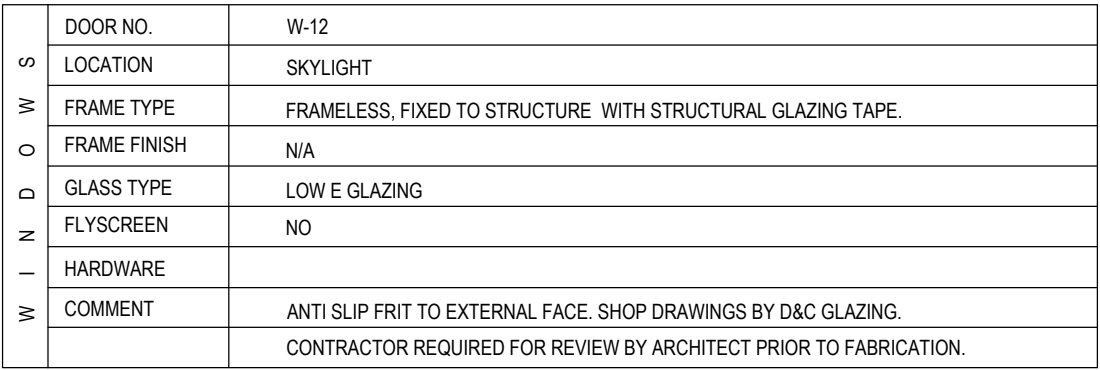 WINDOWS
DOOR NO. W-12
LOCATION SKYLIGHT
FRAME TYPE FRAMELESS, FIXED TO STRUCTURE WITH STRUCTURAL GLAZING TAPE.
FRAME FINISH N/A
GLASS TYPE LOW E GLAZING
FLYSCREEN NO
HARDWARE
COMMENT ANTI SLIP FRIT TO EXTERNAL FACE. SHOP DRAWINGS BY D&C GLAZING.
CONTRACTOR REQUIRED FOR REVIEW BY ARCHITECT PRIOR TO FABRICATION.